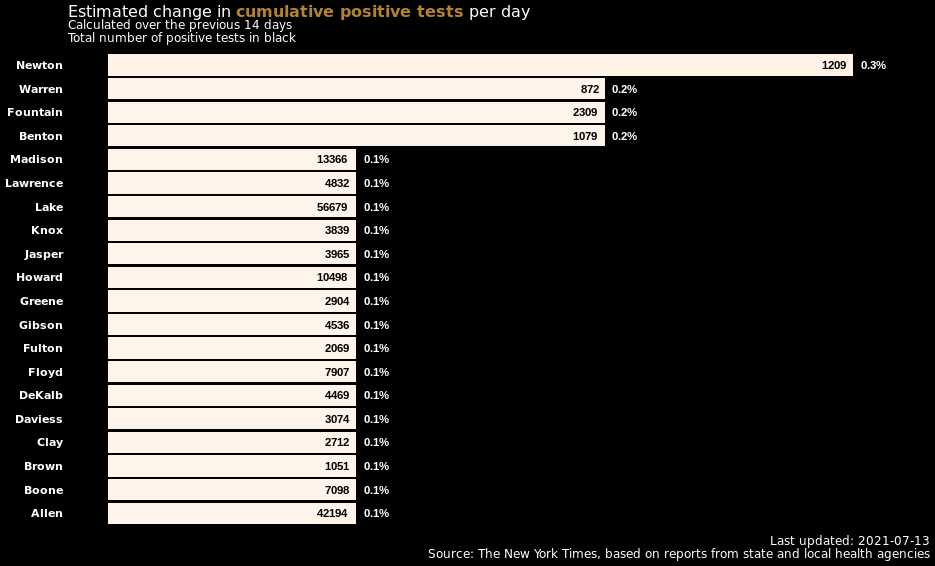 Estimated change in cumulative positive tests per day
Calculated over the previous 14 days
Total number of positive tests in black
Newton 1209 0.3%
Warren 872 0.2%
Fountain 2309 0.2%
Benton 1079 0.2%
Madison 13366 0.1%
Lawrence 4832 0.1%
Lake 56679 0.1%
Knox 3839 0.1%
Jasper 3965 0.1%
Howard 10498 0.1%
Greene 2904 0.1%
Gibson 4536 0.1%
Fulton 2069 0.1%
Floyd 7907 0.1%
DeKalb 4469 0.1%
Daviess 3074 0.1%
Clay 2712 0.1%
Brown 1051 0.1%
Boone 7098 0.1%
Allen 42194 0.1%
Last updated: 2021-07-13
Source: The New York Times, based on reports from state and local health agencies